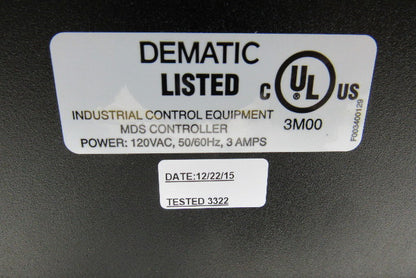 DEMATIC
LISTED
C UL US
INDUSTRIAL CONTROL EQUIPMENT
3M00
MDS CONTROLLER
POWER: 120VAC, 50/60Hz, 3 AMPS
F003400129
DATE:12/22/15
TESTED 3322